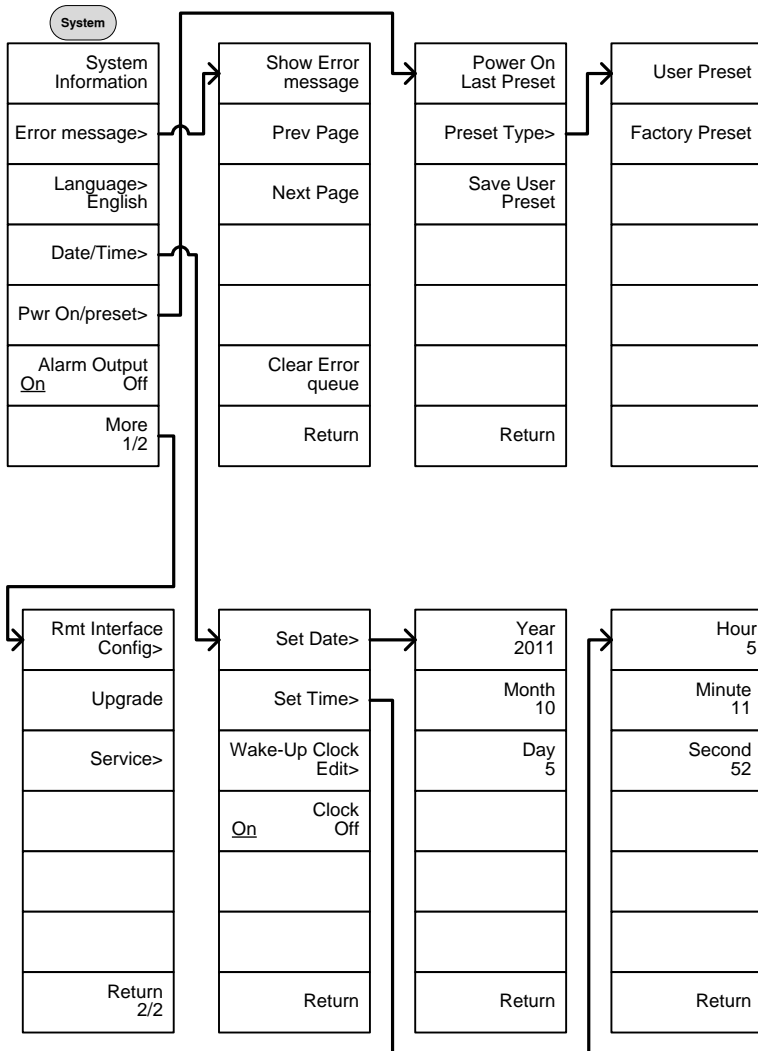 System
System
Information
Error message>
Language>
English
Date/Time>
Pwr On/preset>
Alarm Output
On Off
More
1/2
Show Error
message
Prev Page
Next Page
Clear Error
queue
Return
Power On
Last Preset
Preset Type>
Save User
Preset
Return
User Preset
Factory Preset
Rmt Interface
Config>
Upgrade
Service>
Return
2/2
Set Date>
Set Time>
Wake-Up Clock
Edit>
Clock
On Off
Return
Year
2011
Month
10
Day
5
Return
Hour
5
Minute
11
Second
52
Return